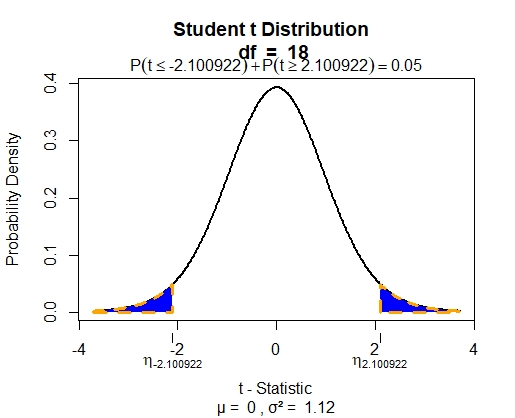 Student t Distribution
df = 18
P(t ≤ -2.100922)+P(t ≥ 2.100922) = 0.05
Probability Density
0.4
0.3
0.2
0.1
0.0
-4 -2 0 2 4
η-2.100922 η2.100922
t - Statistic
μ = 0 , σ² = 1.12